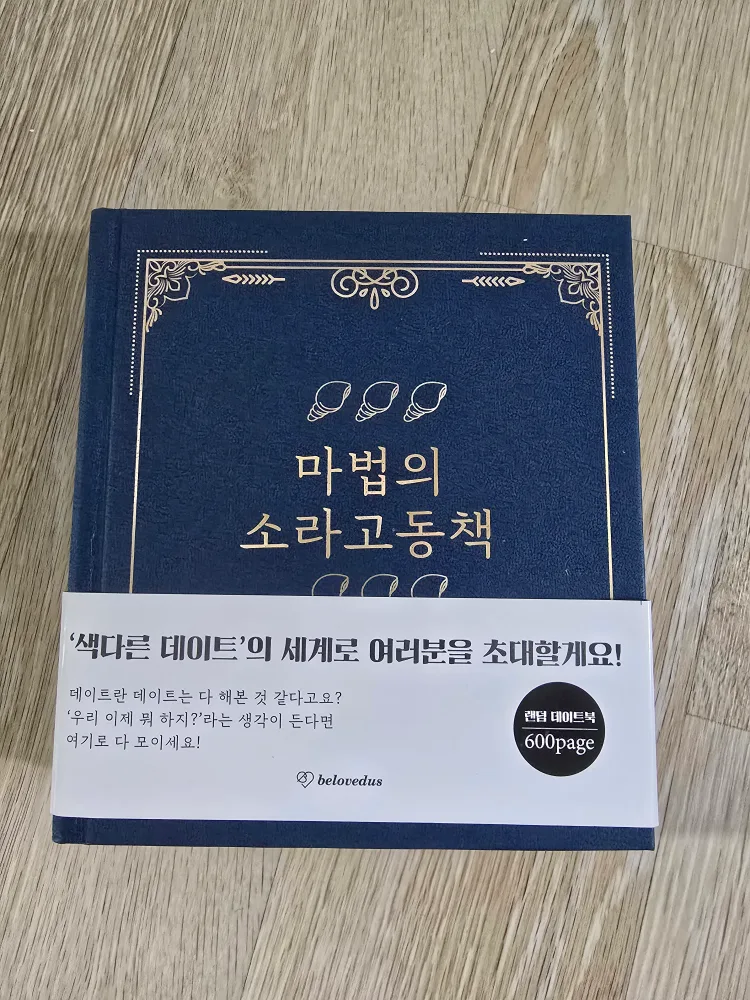 마법의
소라고동책
‘색다른 데이트’의 세계로 여러분을 초대할게요!
데이트란 데이트는 다 해본 것 같다고요?
‘우리 이제 뭐 하지?’라는 생각이 든다면
여기로 다 모이세요!
랜덤 데이트북
600page
belovedus